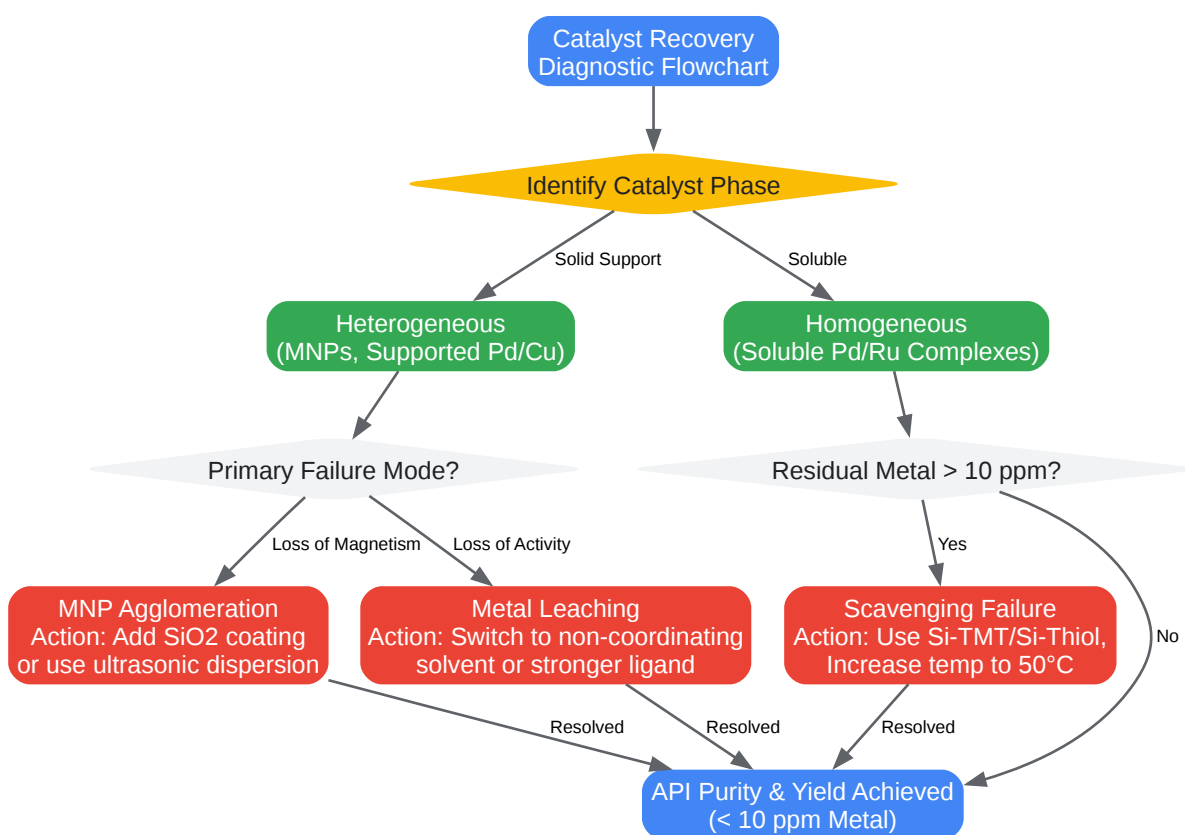 Catalyst Recovery
Diagnostic Flowchart
Identify Catalyst Phase
Solid Support
Soluble
Heterogeneous
(MNPs, Supported Pd/Cu)
Homogeneous
(Soluble Pd/Ru Complexes)
Primary Failure Mode?
Residual Metal > 10 ppm?
Loss of Magnetism
Loss of Activity
Yes
MNP Agglomeration
Action: Add SiO2 coating
or use ultrasonic dispersion
Metal Leaching
Action: Switch to non-coordinating
solvent or stronger ligand
Scavenging Failure
Action: Use Si-TMT/Si-Thiol,
Increase temp to 50°C
No
Resolved
Resolved
Resolved
API Purity & Yield Achieved
(< 10 ppm Metal)